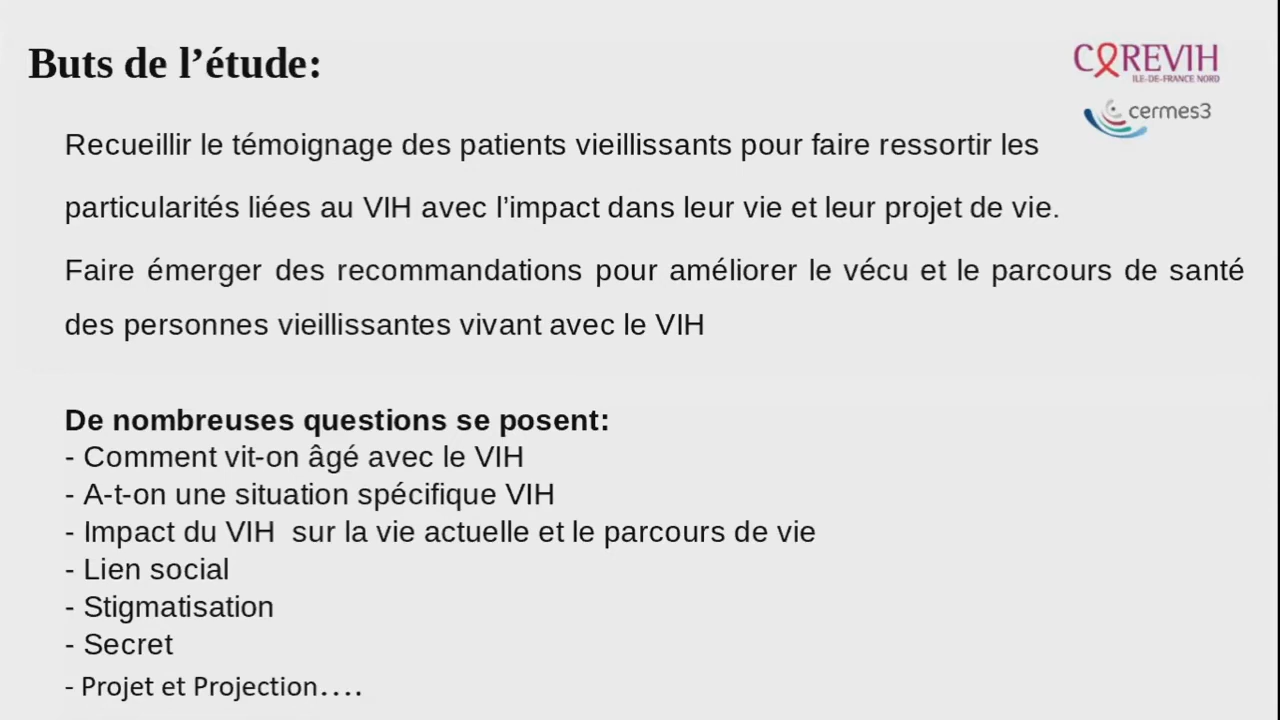 Buts de l’étude:
COREVIH
ILE-DE-FRANCE NORD
cermes3
Recueillir le témoignage des patients vieillissants pour faire ressortir les
particularités liées au VIH avec l’impact dans leur vie et leur projet de vie.
Faire émerger des recommandations pour améliorer le vécu et le parcours de santé
des personnes vieillissantes vivant avec le VIH
De nombreuses questions se posent:
- Comment vit-on âgé avec le VIH
- A-t-on une situation spécifique VIH
- Impact du VIH  sur la vie actuelle et le parcours de vie
- Lien social
- Stigmatisation
- Secret
- Projet et Projection....